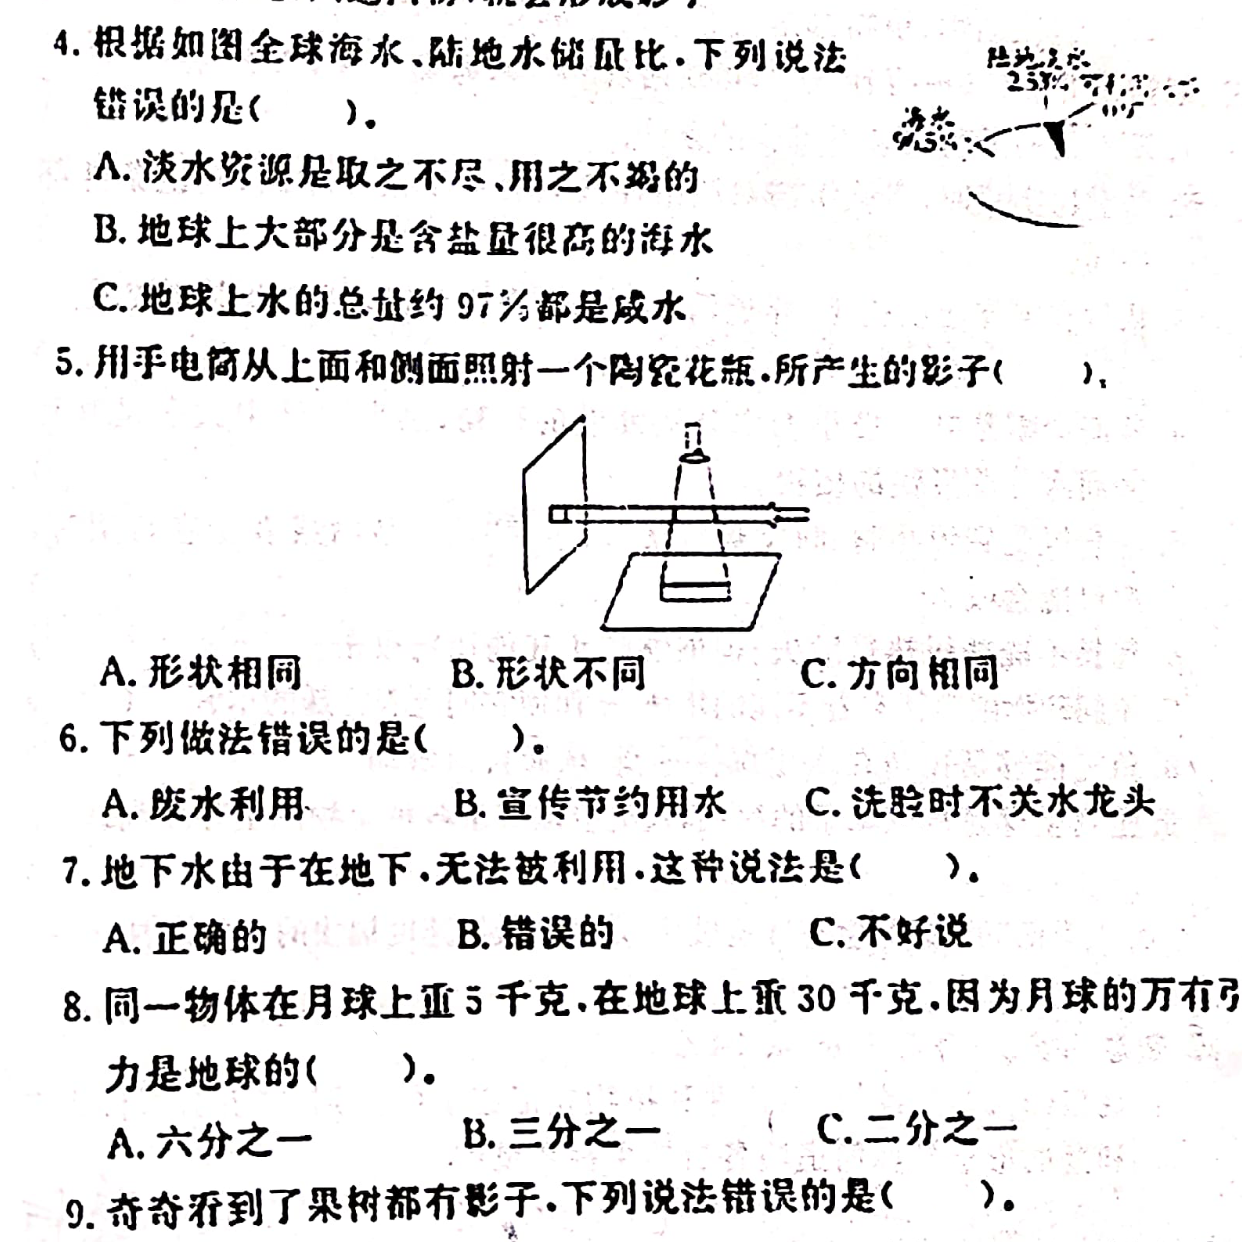 4. 根据如图全球海水、陆地水储量比,下列说法
错误的是(  )。
陆地淡水
2.53%
海水
A. 淡水资源是取之不尽、用之不竭的
B. 地球上大部分是含盐量很高的海水
C. 地球上水的总量约 97%都是咸水
5. 用手电筒从上面和侧面照射一个陶瓷花瓶,所产生的影子(  )。
A. 形状相同 B. 形状不同 C. 方向相同
6. 下列做法错误的是(  )。
A. 废水利用 B. 宣传节约用水 C. 洗脸时不关水龙头
7. 地下水由于在地下,无法被利用,这种说法是(  )。
A. 正确的 B. 错误的 C. 不好说
8. 同一物体在月球上重 5 千克,在地球上重 30 千克,因为月球的万有引
力是地球的(  )。
A. 六分之一 B. 三分之一 C. 二分之一
9. 奇奇看到了果树都有影子,下列说法错误的是(  )。